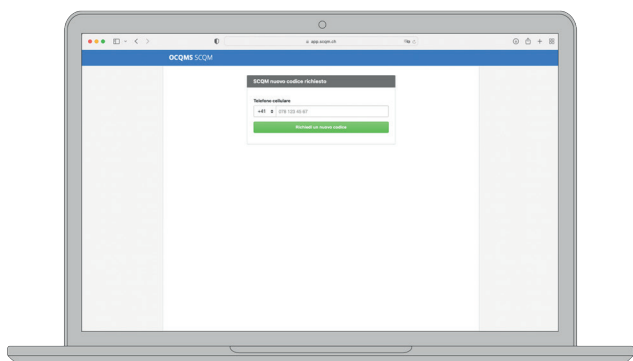 app.scqm.ch
OCQMS SCQM
SCQM nuovo codice richiesto
Telefono cellulare
+41 078 123 45 67
Richiedi un nuovo codice